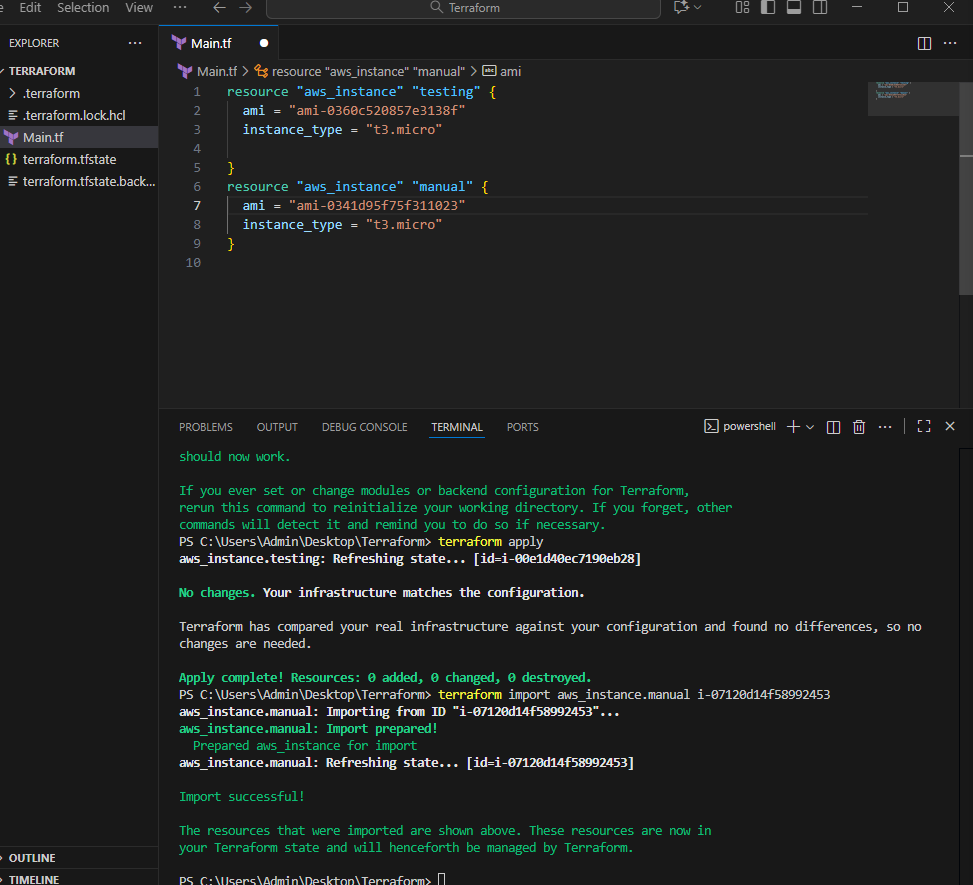 Edit Selection View ... Terraform
EXPLORER ...
Main.tf
TERRAFORM
Main.tf > resource "aws_instance" "manual" > ami
.terraform
.terraform.lock.hcl
Main.tf
terraform.tfstate
terraform.tfstate.back...
1 resource "aws_instance" "testing" {
2 ami = "ami-0360c520857e3138f"
3 instance_type = "t3.micro"
4
5 }
6 resource "aws_instance" "manual" {
7 ami = "ami-0341d95f75f311023"
8 instance_type = "t3.micro"
9 }
10
PROBLEMS OUTPUT DEBUG CONSOLE TERMINAL PORTS powershell
should now work.
If you ever set or change modules or backend configuration for Terraform,
rerun this command to reinitialize your working directory. If you forget, other
commands will detect it and remind you to do so if necessary.
PS C:\Users\Admin\Desktop\Terraform> terraform apply
aws_instance.testing: Refreshing state... [id=i-00e1d40ec7190eb28]
No changes. Your infrastructure matches the configuration.
Terraform has compared your real infrastructure against your configuration and found no differences, so no
changes are needed.
Apply complete! Resources: 0 added, 0 changed, 0 destroyed.
PS C:\Users\Admin\Desktop\Terraform> terraform import aws_instance.manual i-07120d14f58992453
aws_instance.manual: Importing from ID "i-07120d14f58992453"...
aws_instance.manual: Import prepared!
Prepared aws_instance for import
aws_instance.manual: Refreshing state... [id=i-07120d14f58992453]
Import successful!
The resources that were imported are shown above. These resources are now in
your Terraform state and will henceforth be managed by Terraform.
PS C:\Users\Admin\Desktop\Terraform>
OUTLINE
TIMELINE